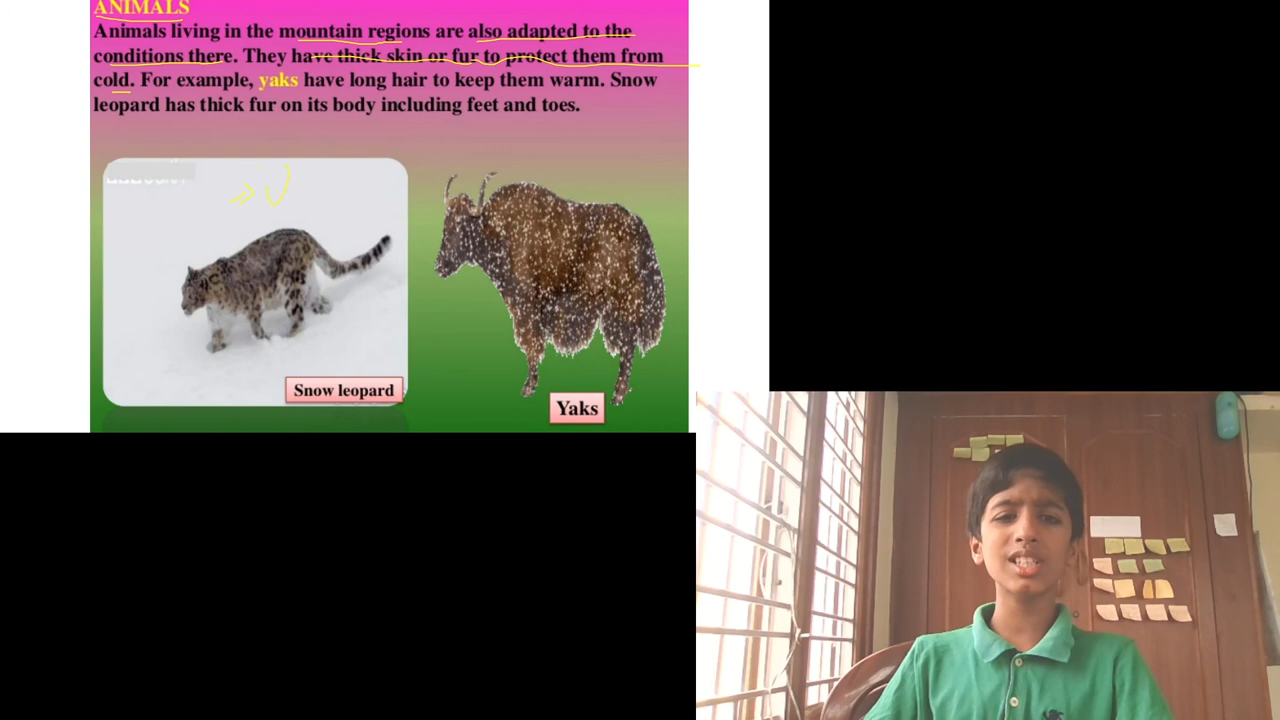 ANIMALS
Animals living in the mountain regions are also adapted to the
conditions there. They have thick skin or fur to protect them from
cold. For example, yaks have long hair to keep them warm. Snow
leopard has thick fur on its body including feet and toes.
Snow leopard
Yaks